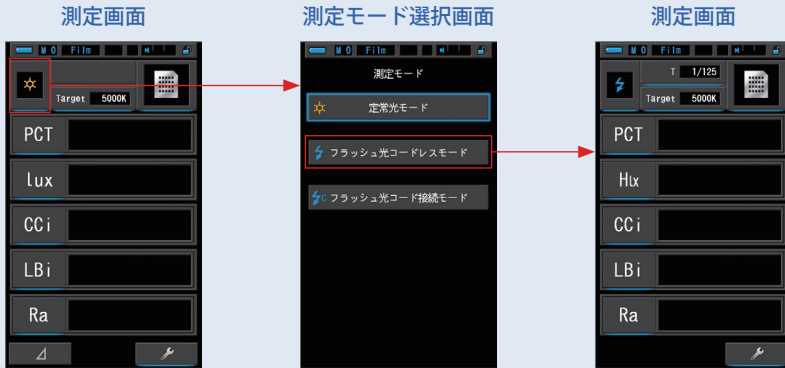 測定画面
M 0 Film
Target 5000K
PCT
lux
CCi
LBi
Ra
測定モード選択画面
M 0 Film
測定モード
定常光モード
フラッシュ光コードレスモード
C フラッシュ光コード接続モード
測定画面
M 0 Film
T 1/125
Target 5000K
PCT
Hlx
CCi
LBi
Ra